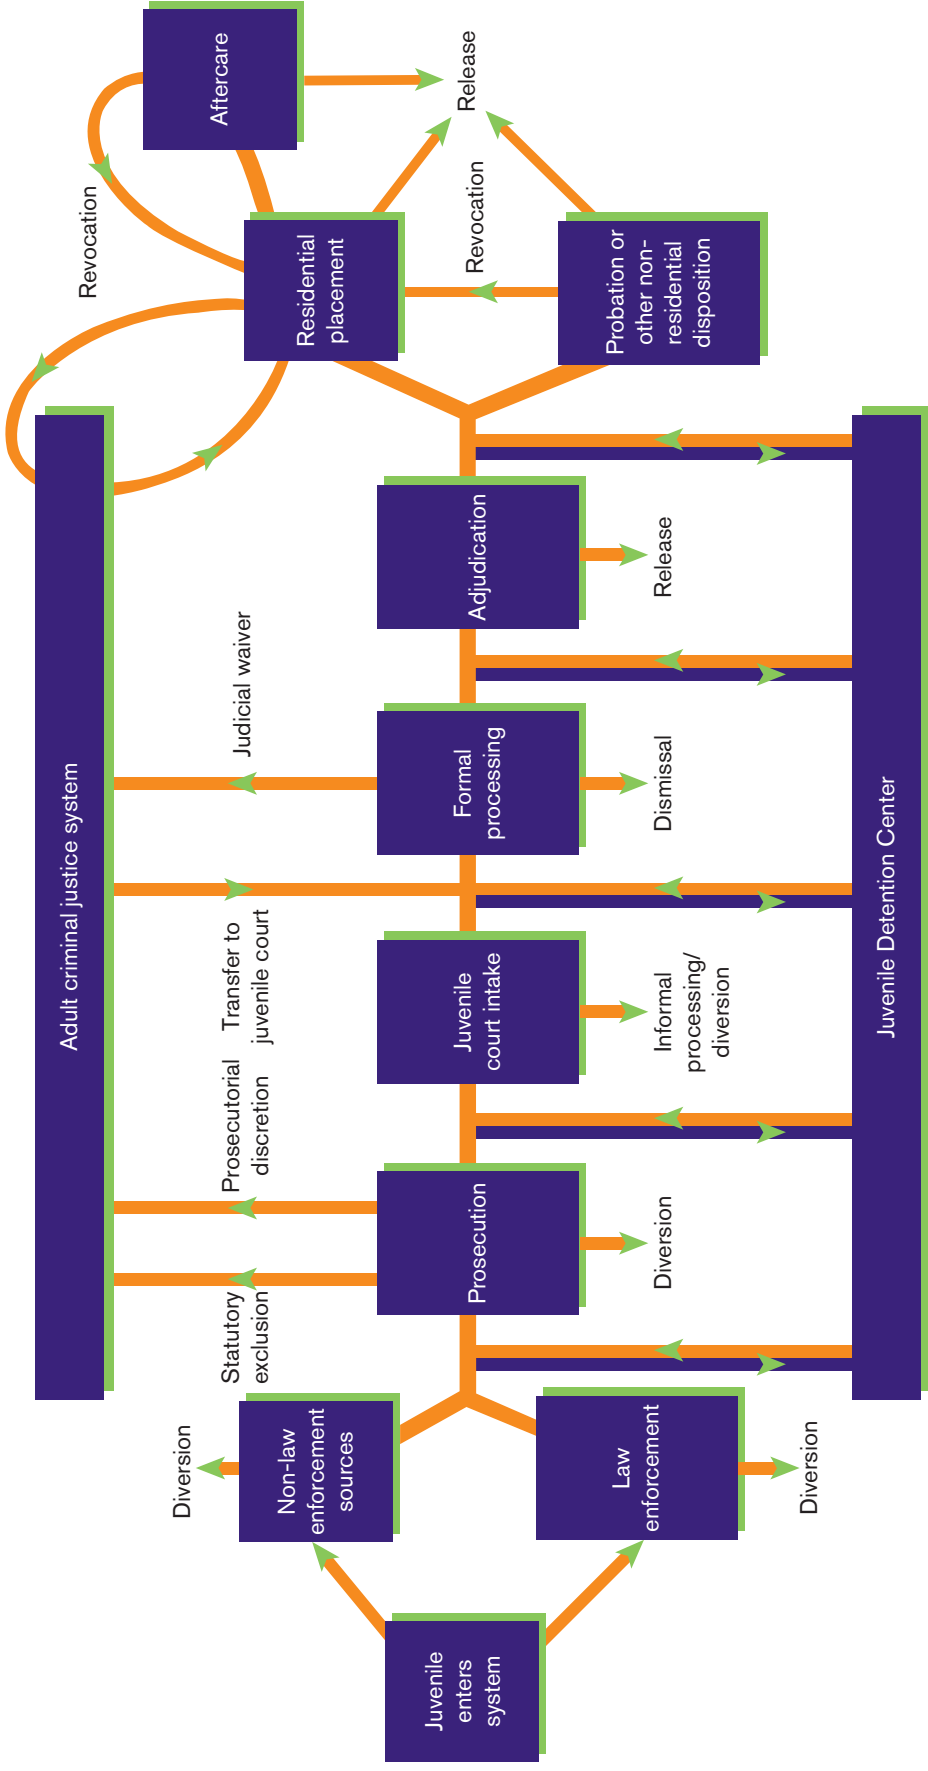 Adult criminal justice system
Diversion
Statutory
exclusion
Prosecutorial
discretion
Transfer to
juvenile court
Judicial waiver
Revocation
Aftercare
Non-law
enforcement
sources
Residential
placement
Release
Juvenile
enters
system
Prosecution
Juvenile
court intake
Formal
processing
Adjudication
Revocation
Law
enforcement
Probation or
other non-
residential
disposition
Diversion
Diversion
Informal
processing/
diversion
Dismissal
Release
Juvenile Detention Center